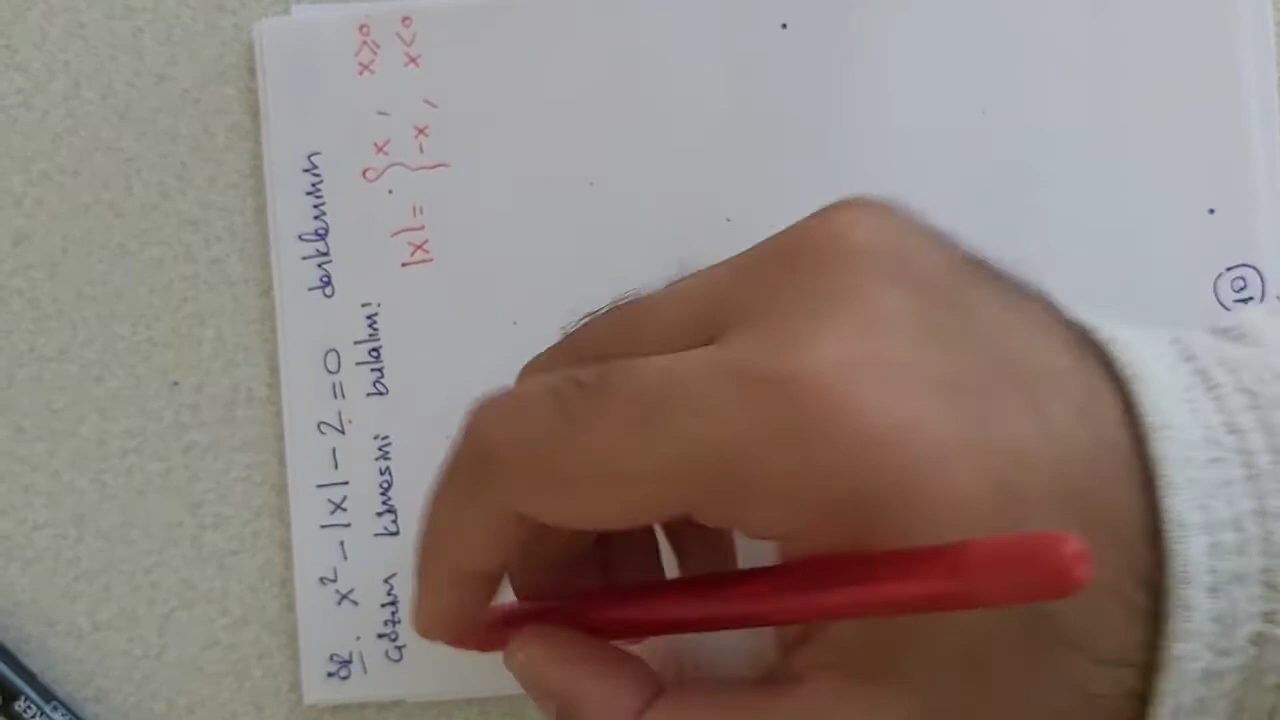 ÖR. x² - |x| - 2 = 0 denkleminin
Çözüm kümesini bulalım!
|x| = { x , x ≥ 0
{ -x , x < 0
10